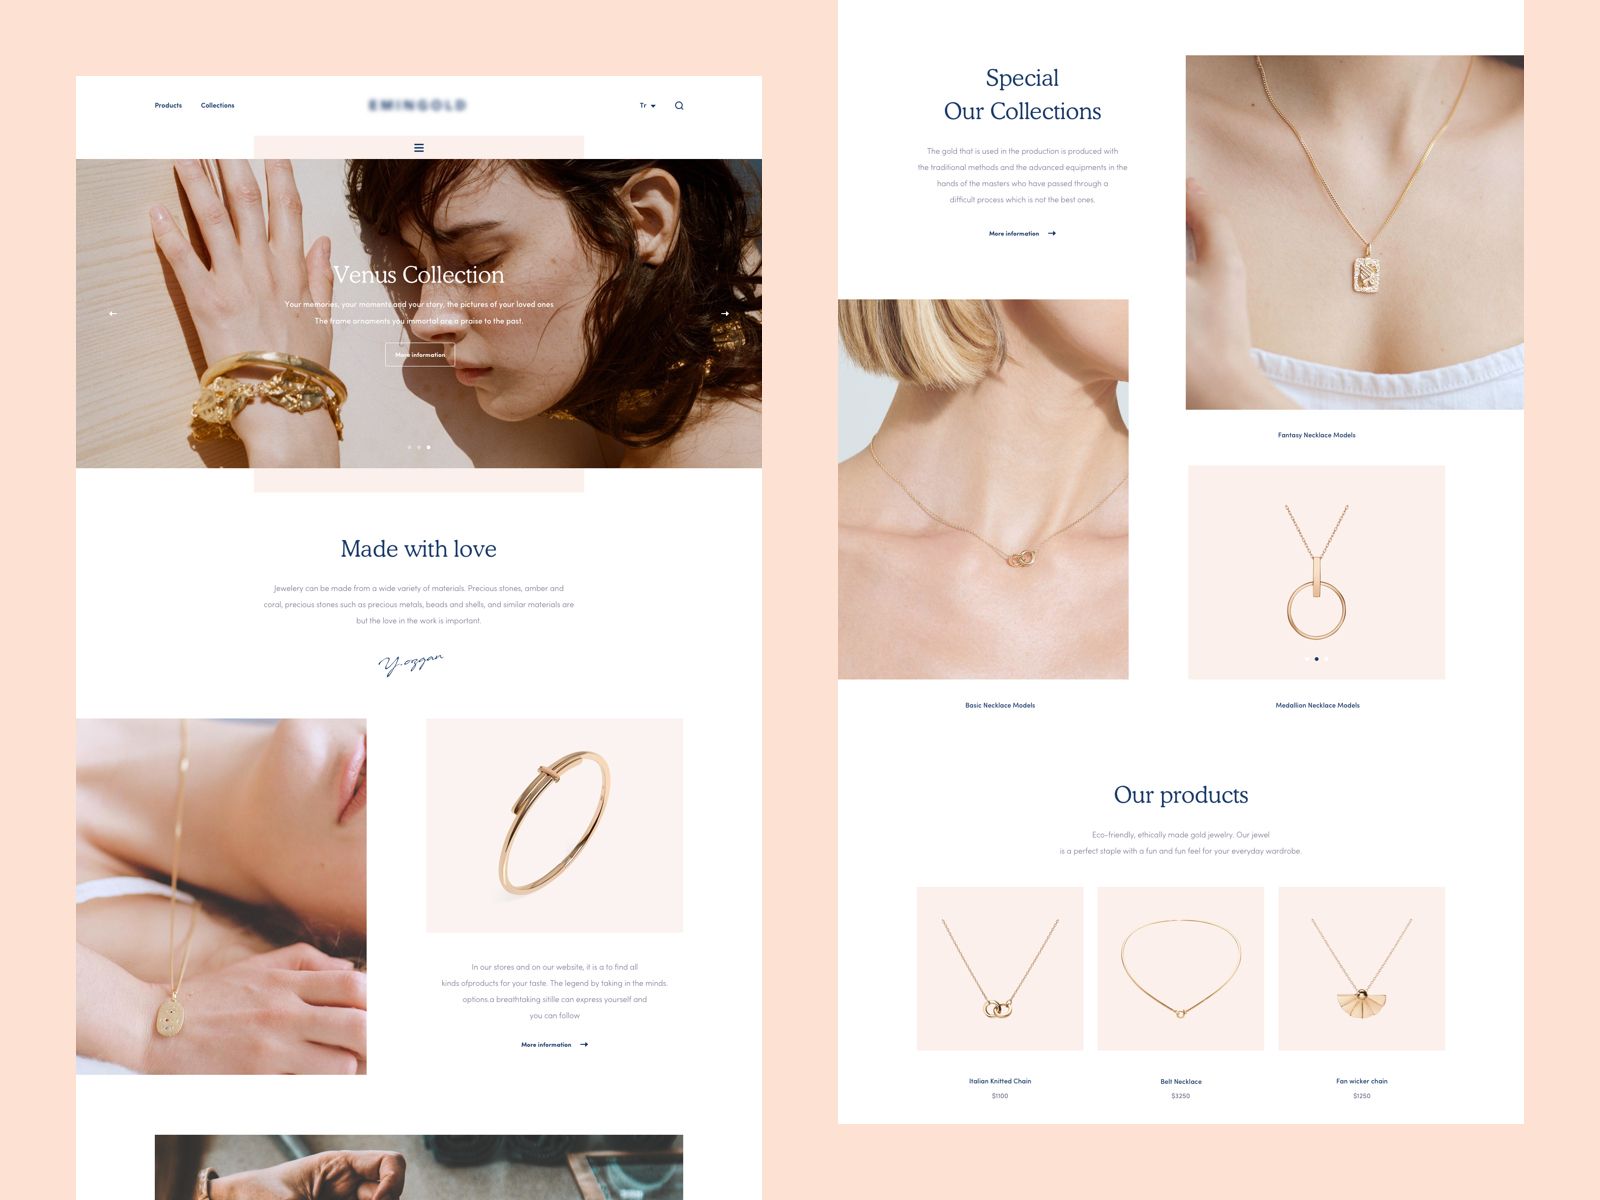 Products
Collections
EMINGOLD
Tr
Venus Collection
Your memories, your moments and your story, the pictures of your loved ones
The frame ornaments you immortal are a praise to the past.
More information
Made with love
Jewelery can be made from a wide variety of materials. Precious stones, amber and
coral, precious stones such as precious metals, beads and shells, and similar materials are
but the love in the work is important.
Yozgan
In our stores and on our website, it is a to find all
kinds ofproducts for your taste. The legend by taking in the minds.
options a breathtaking sitille can express yourself and
you can follow
More information
Special
Our Collections
The gold that is used in the production is produced with
the traditional methods and the advanced equipments in the
hands of the masters who have passed through a
difficult process which is not the best ones.
More information
Fantasy Necklace Models
Basic Necklace Models
Medallion Necklace Models
Our products
Eco-friendly, ethically made gold jewelry. Our jewel
is a perfect staple with a fun and fun feel for your everyday wardrobe.
Italian Knitted Chain
$1100
Belt Necklace
$3250
Fan wicker chain
$1250